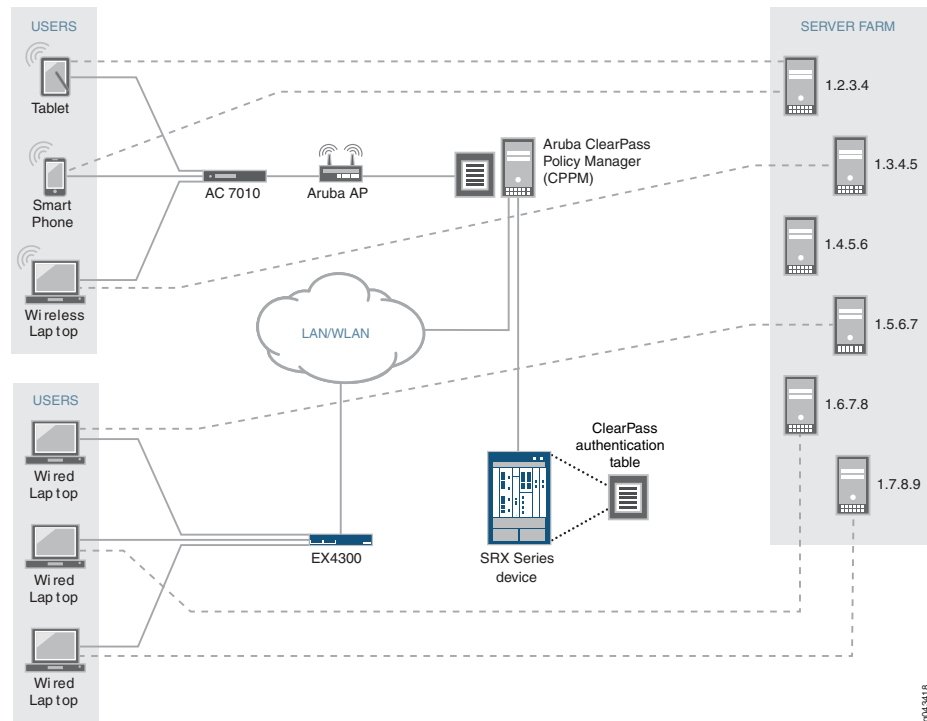 USERS
Tablet
Smart
Phone
Wireless
Laptop
AC 7010
Aruba AP
Aruba ClearPass
Policy Manager
(CPPM)
SERVER FARM
1.2.3.4
1.3.4.5
1.4.5.6
1.5.6.7
1.6.7.8
1.7.8.9
LAN/WLAN
USERS
Wired
Laptop
Wired
Laptop
Wired
Laptop
EX4300
SRX Series
device
ClearPass
authentication
table
g043418